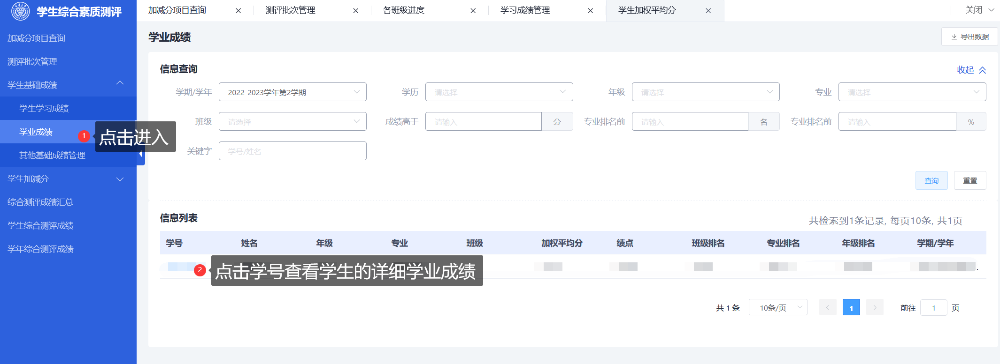 学生综合素质测评
加减分项目查询
测评批次管理
各班级进度
学习成绩管理
学生加权平均分
关闭
加减分项目查询
测评批次管理
学生基础成绩
学生学习成绩
学业成绩
其他基础成绩管理
学生加减分
综合测评成绩汇总
学生综合测评成绩
学年综合测评成绩
1 点击进入
学业成绩
导出数据
信息查询
收起
学期/学年 2022-2023学年第2学期 学历 请选择 年级 请选择 专业 请选择
班级 请选择 成绩高于 请输入 分 专业排名前 请输入 名 专业排名前 请输入 %
关键字 学号/姓名
查询 重置
信息列表
共检索到1条记录, 每页10条, 共1页
学号 姓名 年级 专业 班级 加权平均分 绩点 班级排名 专业排名 年级排名 学期/学年
2 点击学号查看学生的详细学业成绩
共 1 条 10条/页 1 前往 1 页